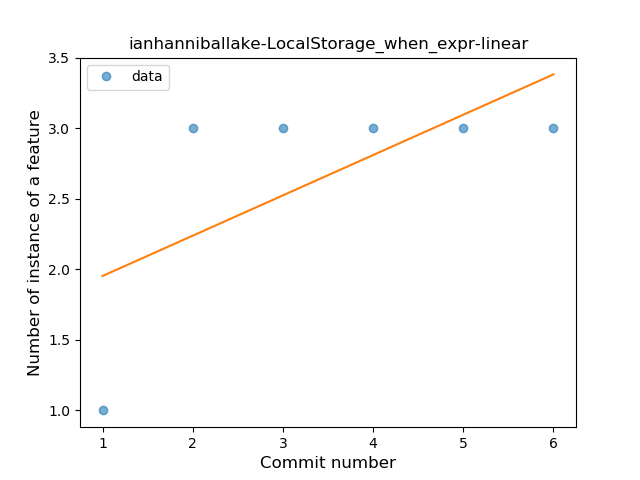 ianhanniballake-LocalStorage_when_expr-linear
data
Number of instance of a feature
3.5
3.0
2.5
2.0
1.5
1.0
1 2 3 4 5 6
Commit number